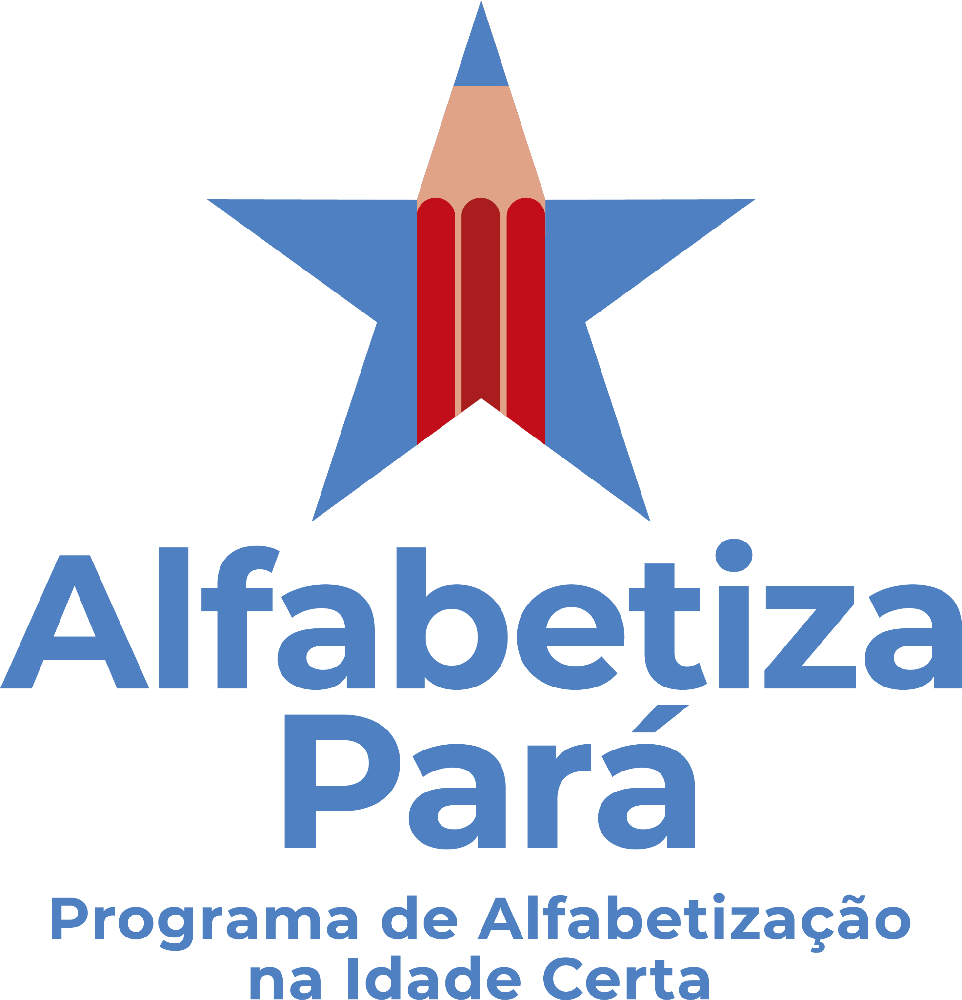 Alfabetiza
Pará
Programa de Alfabetização
na Idade Certa